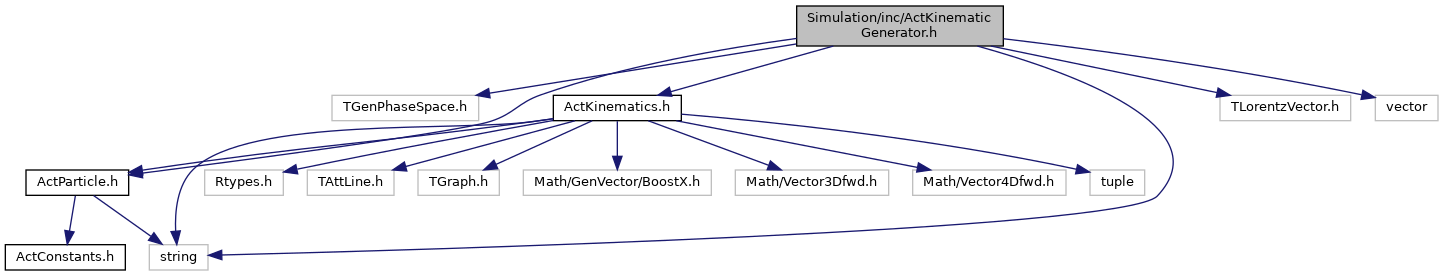 Simulation/inc/ActKinematic
Generator.h
TGenPhaseSpace.h
ActKinematics.h
TLorentzVector.h
vector
ActParticle.h
Rtypes.h
TAttLine.h
TGraph.h
Math/GenVector/BoostX.h
Math/Vector3Dfwd.h
Math/Vector4Dfwd.h
tuple
ActConstants.h
string